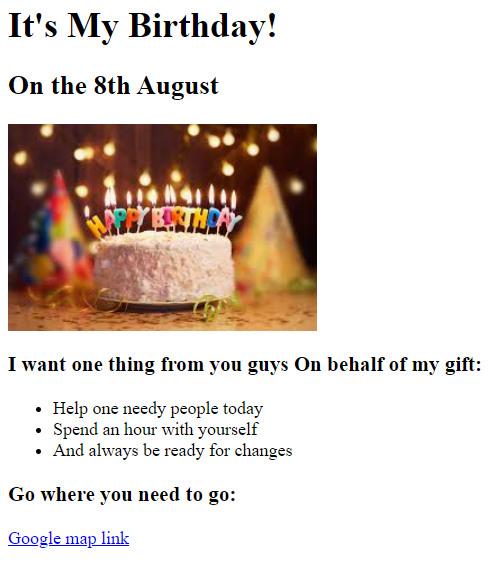 It's My Birthday!
On the 8th August
HAPPY BIRTHDAY
I want one thing from you guys On behalf of my gift:
Help one needy people today
Spend an hour with yourself
And always be ready for changes
Go where you need to go:
Google map link